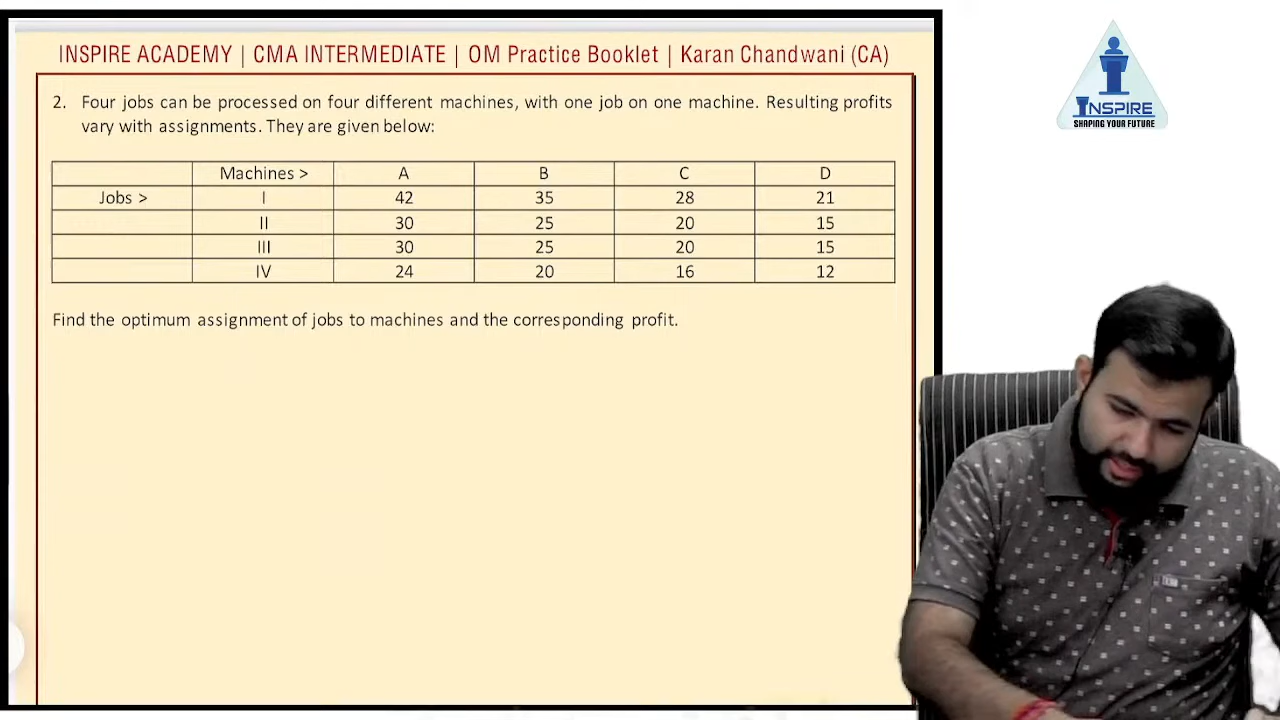 INSPIRE ACADEMY | CMA INTERMEDIATE | OM Practice Booklet | Karan Chandwani (CA)
INSPIRE
SHAPING YOUR FUTURE
2. Four jobs can be processed on four different machines, with one job on one machine. Resulting profits
vary with assignments. They are given below:
Machines > A B C D
Jobs > I 42 35 28 21
II 30 25 20 15
III 30 25 20 15
IV 24 20 16 12
Find the optimum assignment of jobs to machines and the corresponding profit.